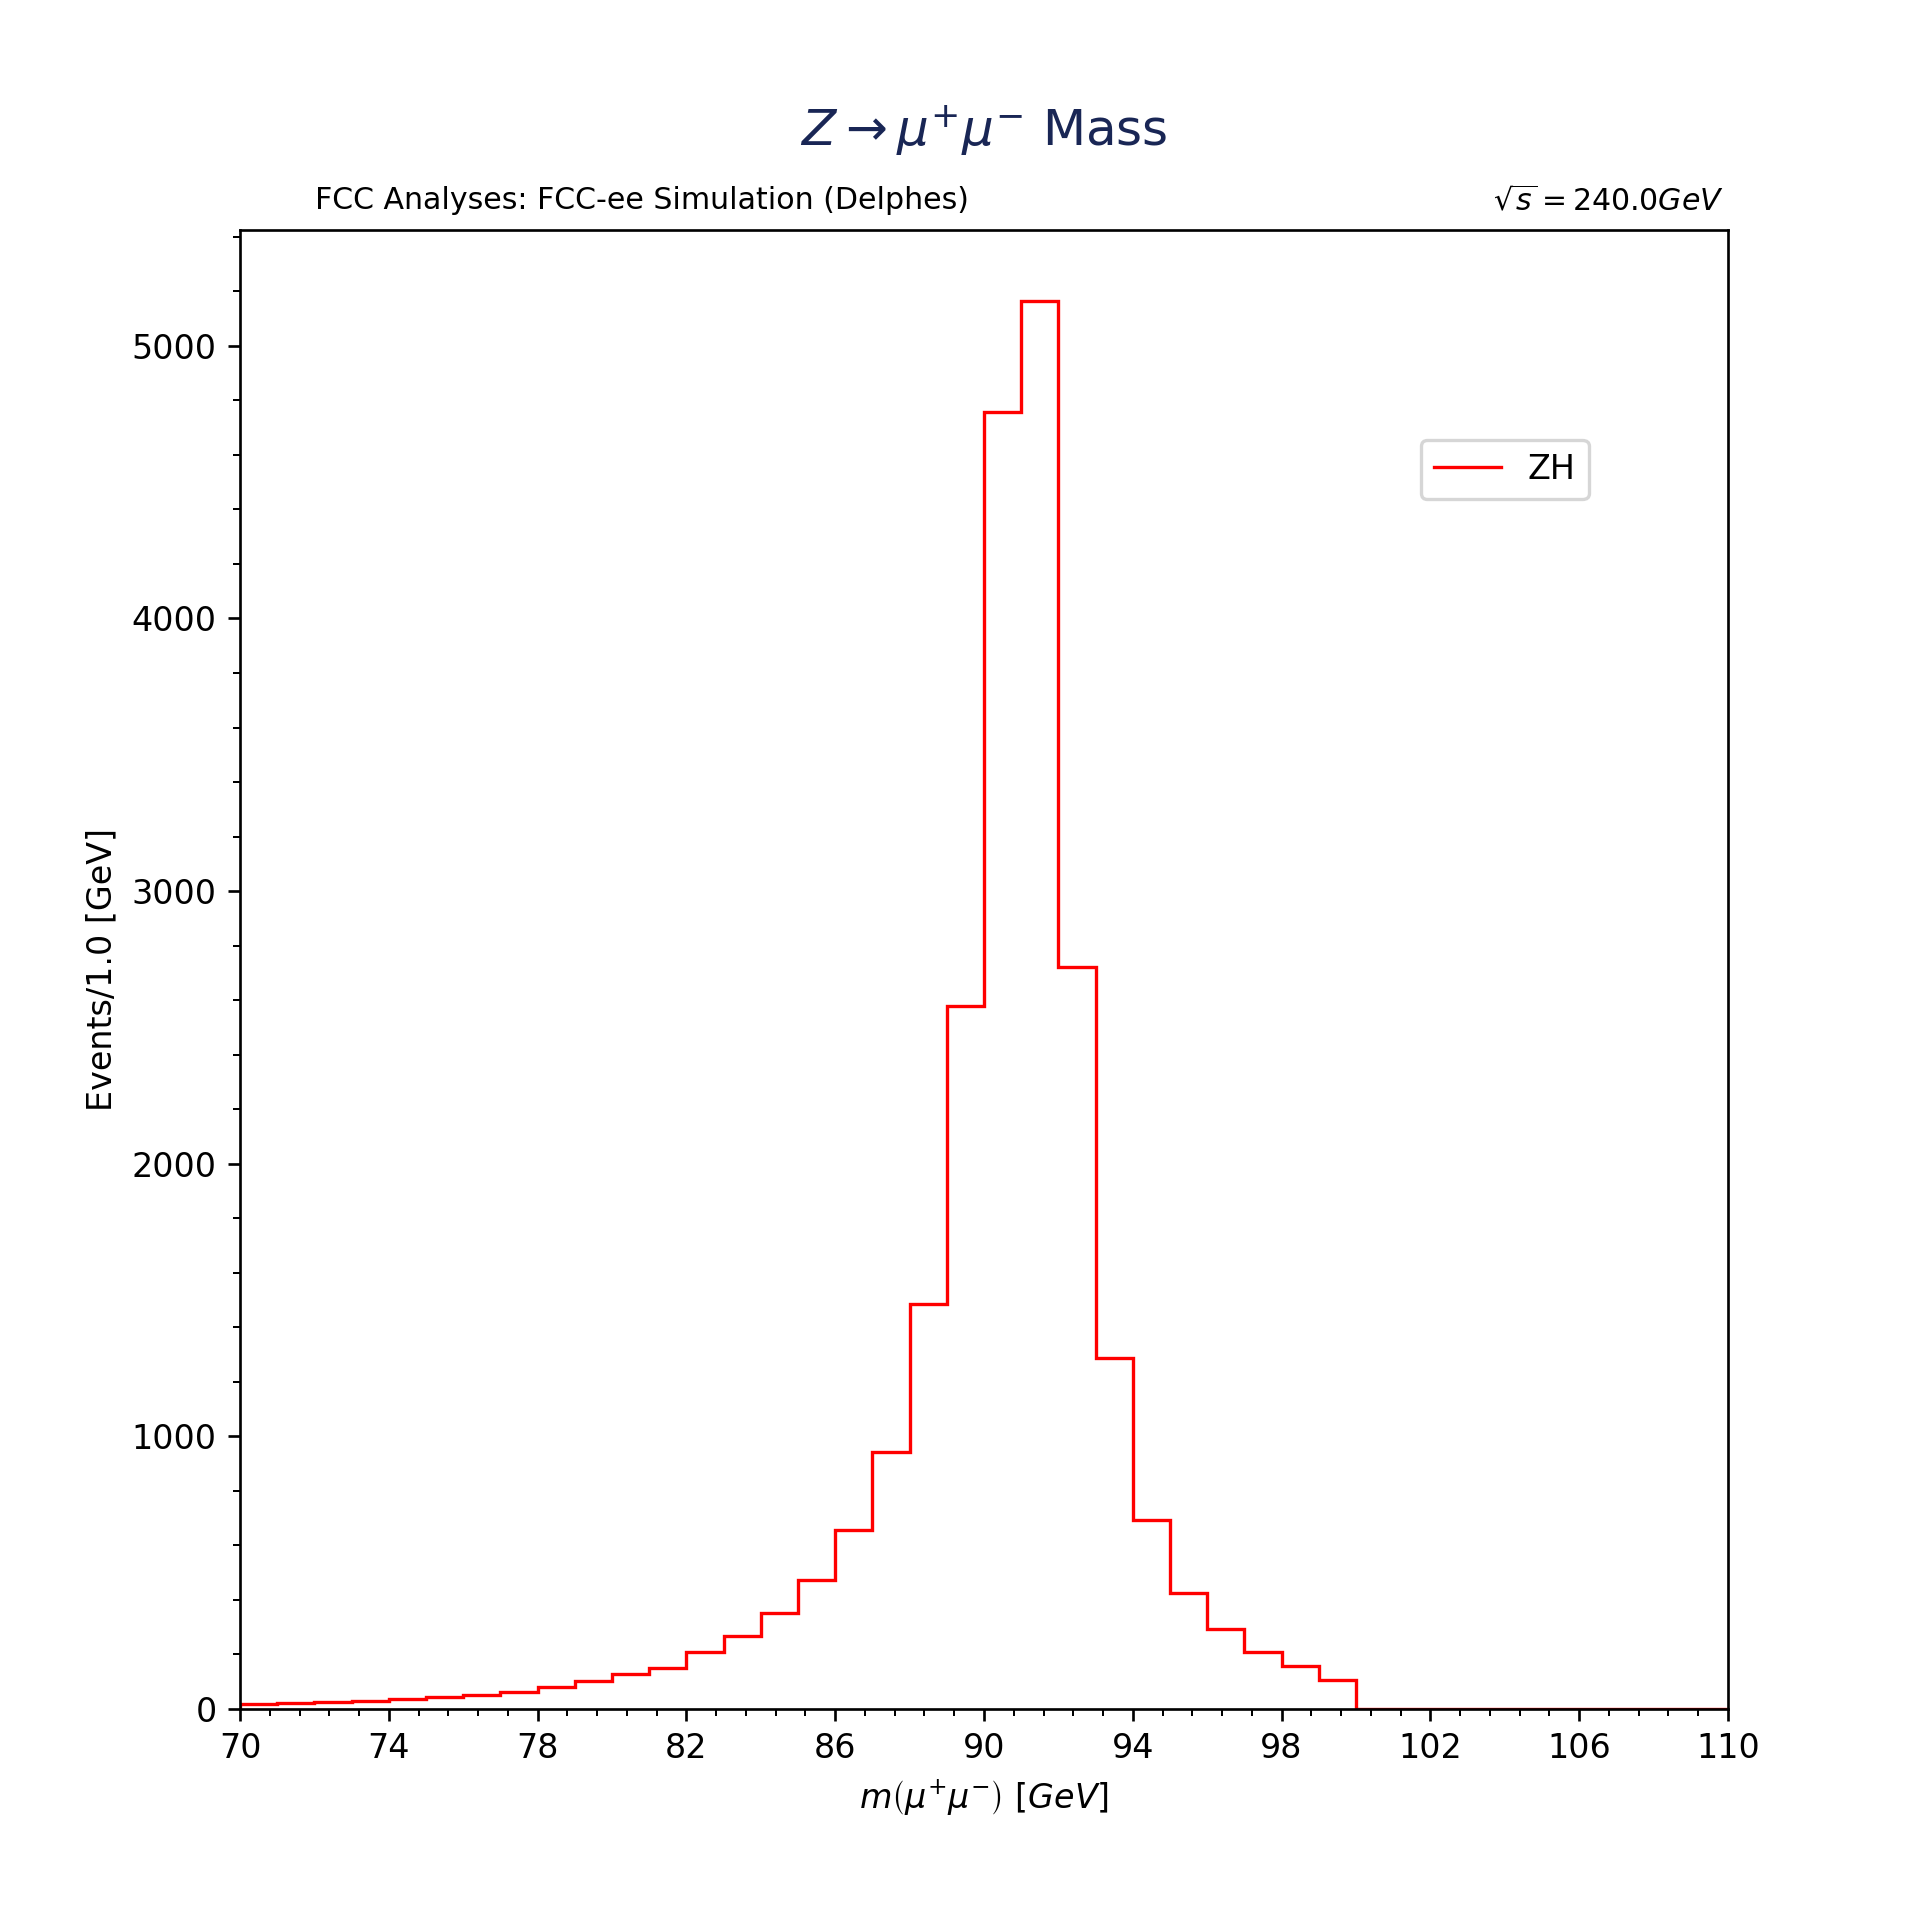 Z → μ⁺μ⁻ Mass
FCC Analyses: FCC-ee Simulation (Delphes)
√s = 240.0GeV
5000
4000
3000
2000
1000
0
Events/1.0 [GeV]
ZH
70 74 78 82 86 90 94 98 102 106 110
m(μ⁺μ⁻) [GeV]